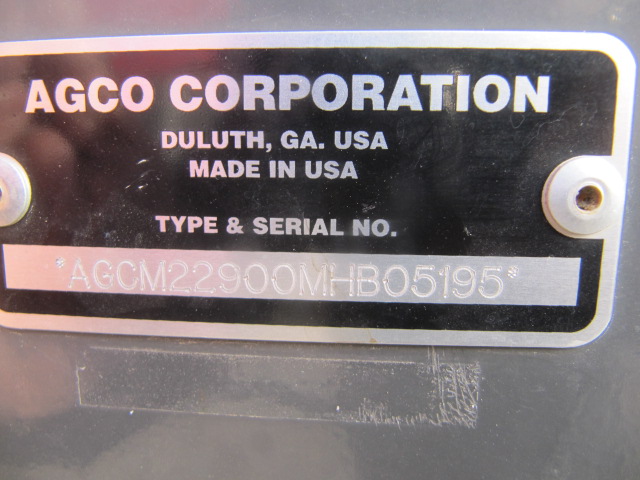 AGCO CORPORATION
DULUTH, GA. USA
MADE IN USA
TYPE & SERIAL NO.
*AGCM22900MHB05195*